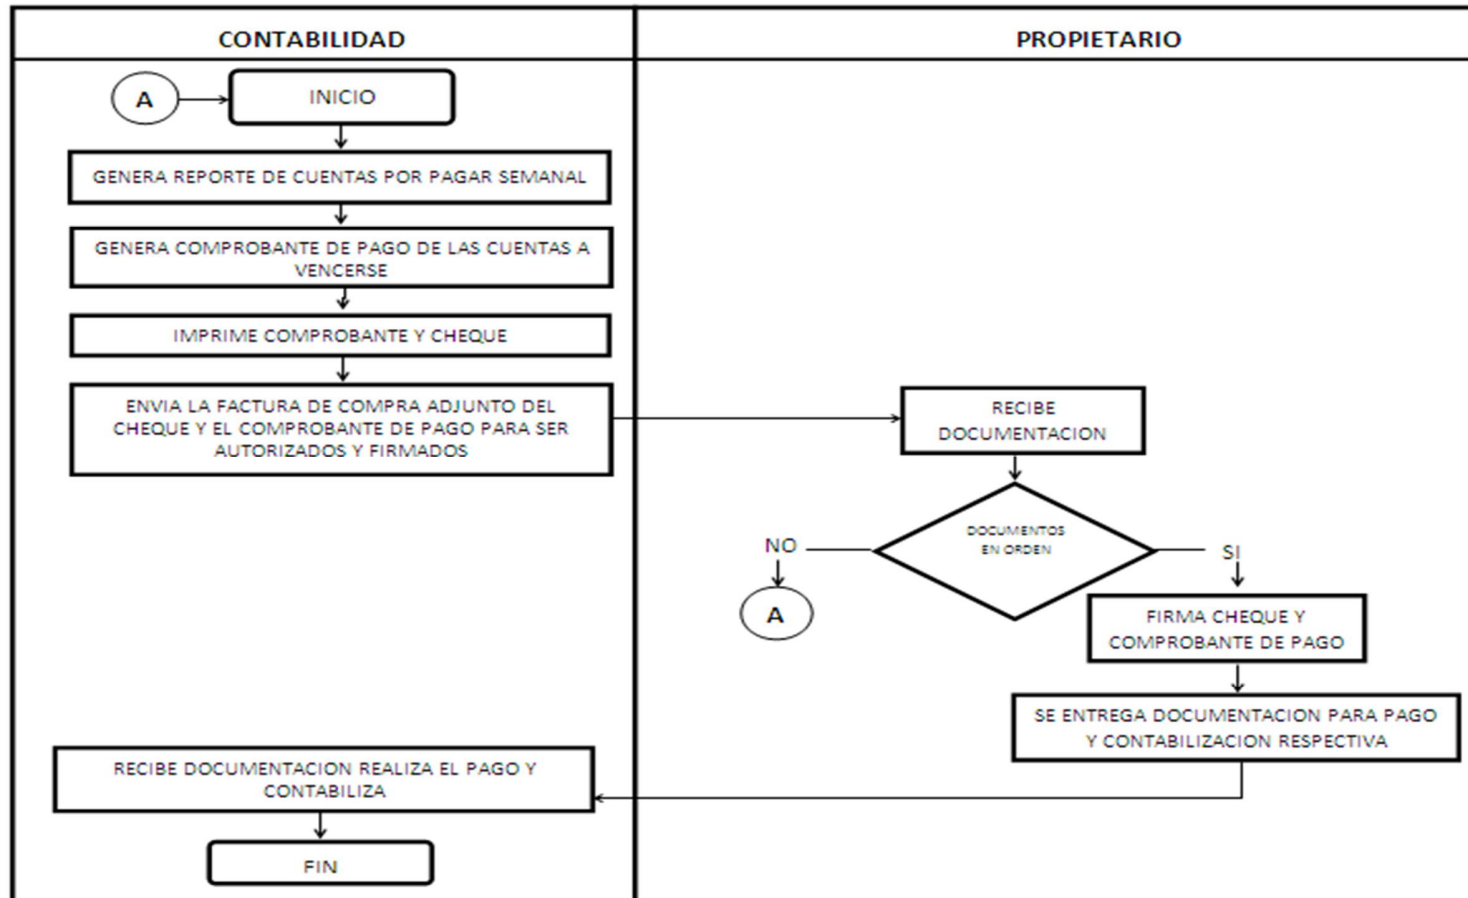 CONTABILIDAD
PROPIETARIO
A
INICIO
GENERA REPORTE DE CUENTAS POR PAGAR SEMANAL
GENERA COMPROBANTE DE PAGO DE LAS CUENTAS A
VENCERSE
IMPRIME COMPROBANTE Y CHEQUE
ENVIA LA FACTURA DE COMPRA ADJUNTO DEL
CHEQUE Y EL COMPROBANTE DE PAGO PARA SER
AUTORIZADOS Y FIRMADOS
RECIBE
DOCUMENTACION
DOCUMENTOS
EN ORDEN
NO
SI
A
FIRMA CHEQUE Y
COMPROBANTE DE PAGO
SE ENTREGA DOCUMENTACION PARA PAGO
Y CONTABILIZACION RESPECTIVA
RECIBE DOCUMENTACION REALIZA EL PAGO Y
CONTABILIZA
FIN